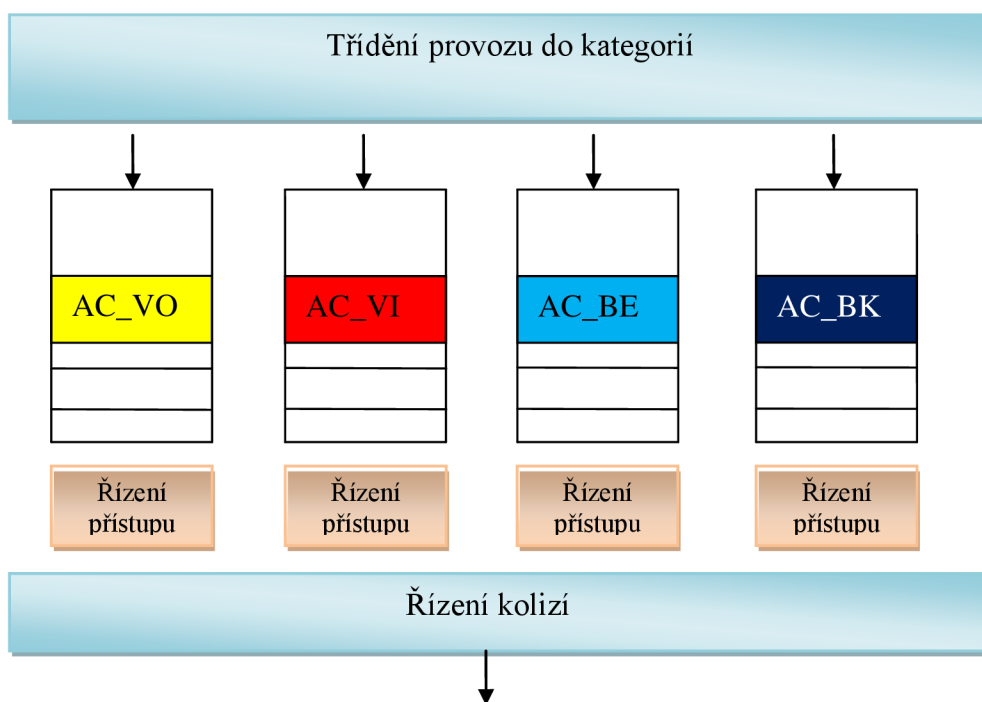 Třídění provozu do kategorií
AC_VO
AC_VI
AC_BE
AC_BK
Řízení
přístupu
Řízení
přístupu
Řízení
přístupu
Řízení
přístupu
Řízení kolizí